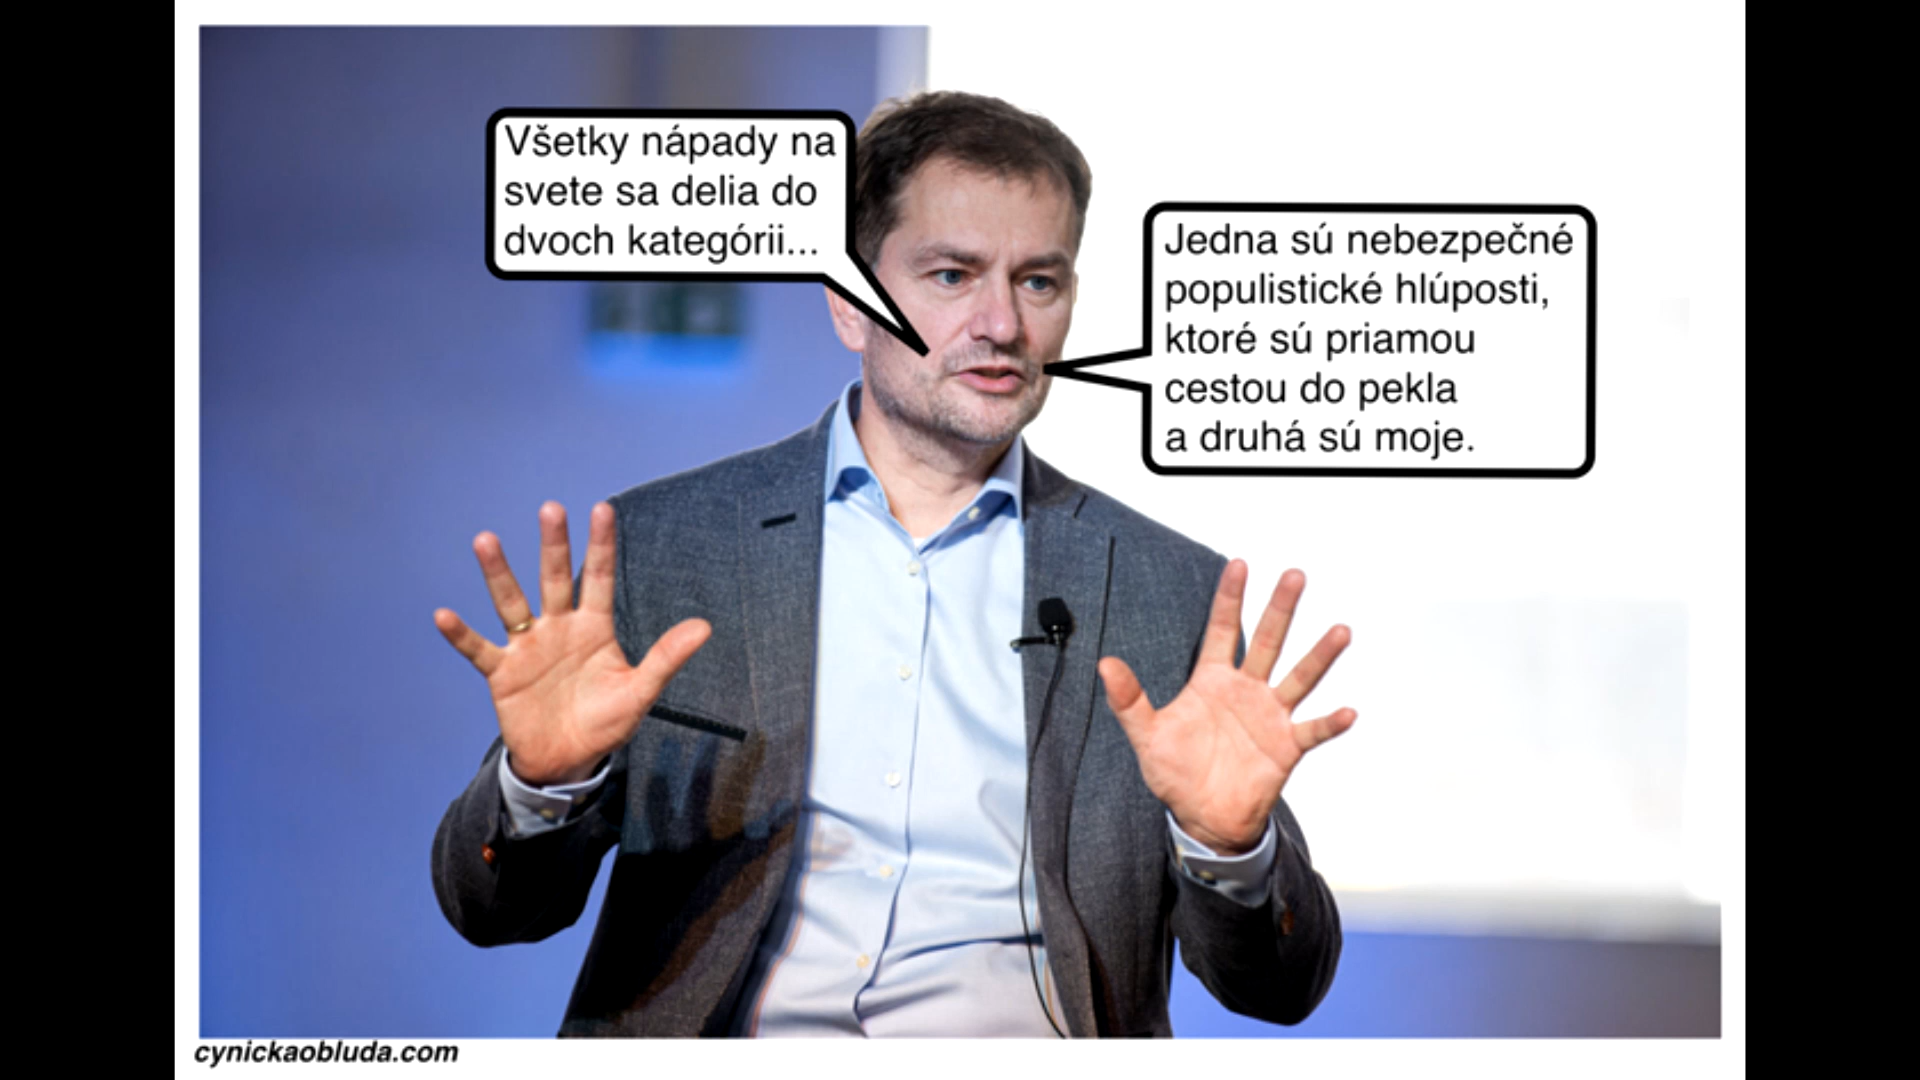 Všetky nápady na
svete sa delia do
dvoch kategórii...
Jedna sú nebezpečné
populistické hlúposti,
ktoré sú priamou
cestou do pekla
a druhá sú moje.
cynickaobluda.com